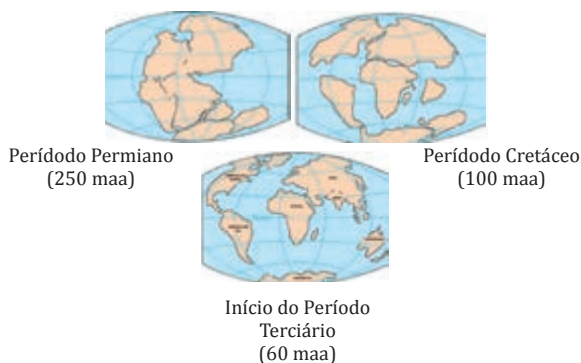 Perídodo Permiano
(250 maa)
Perídodo Cretáceo
(100 maa)
Início do Período
Terciário
(60 maa)